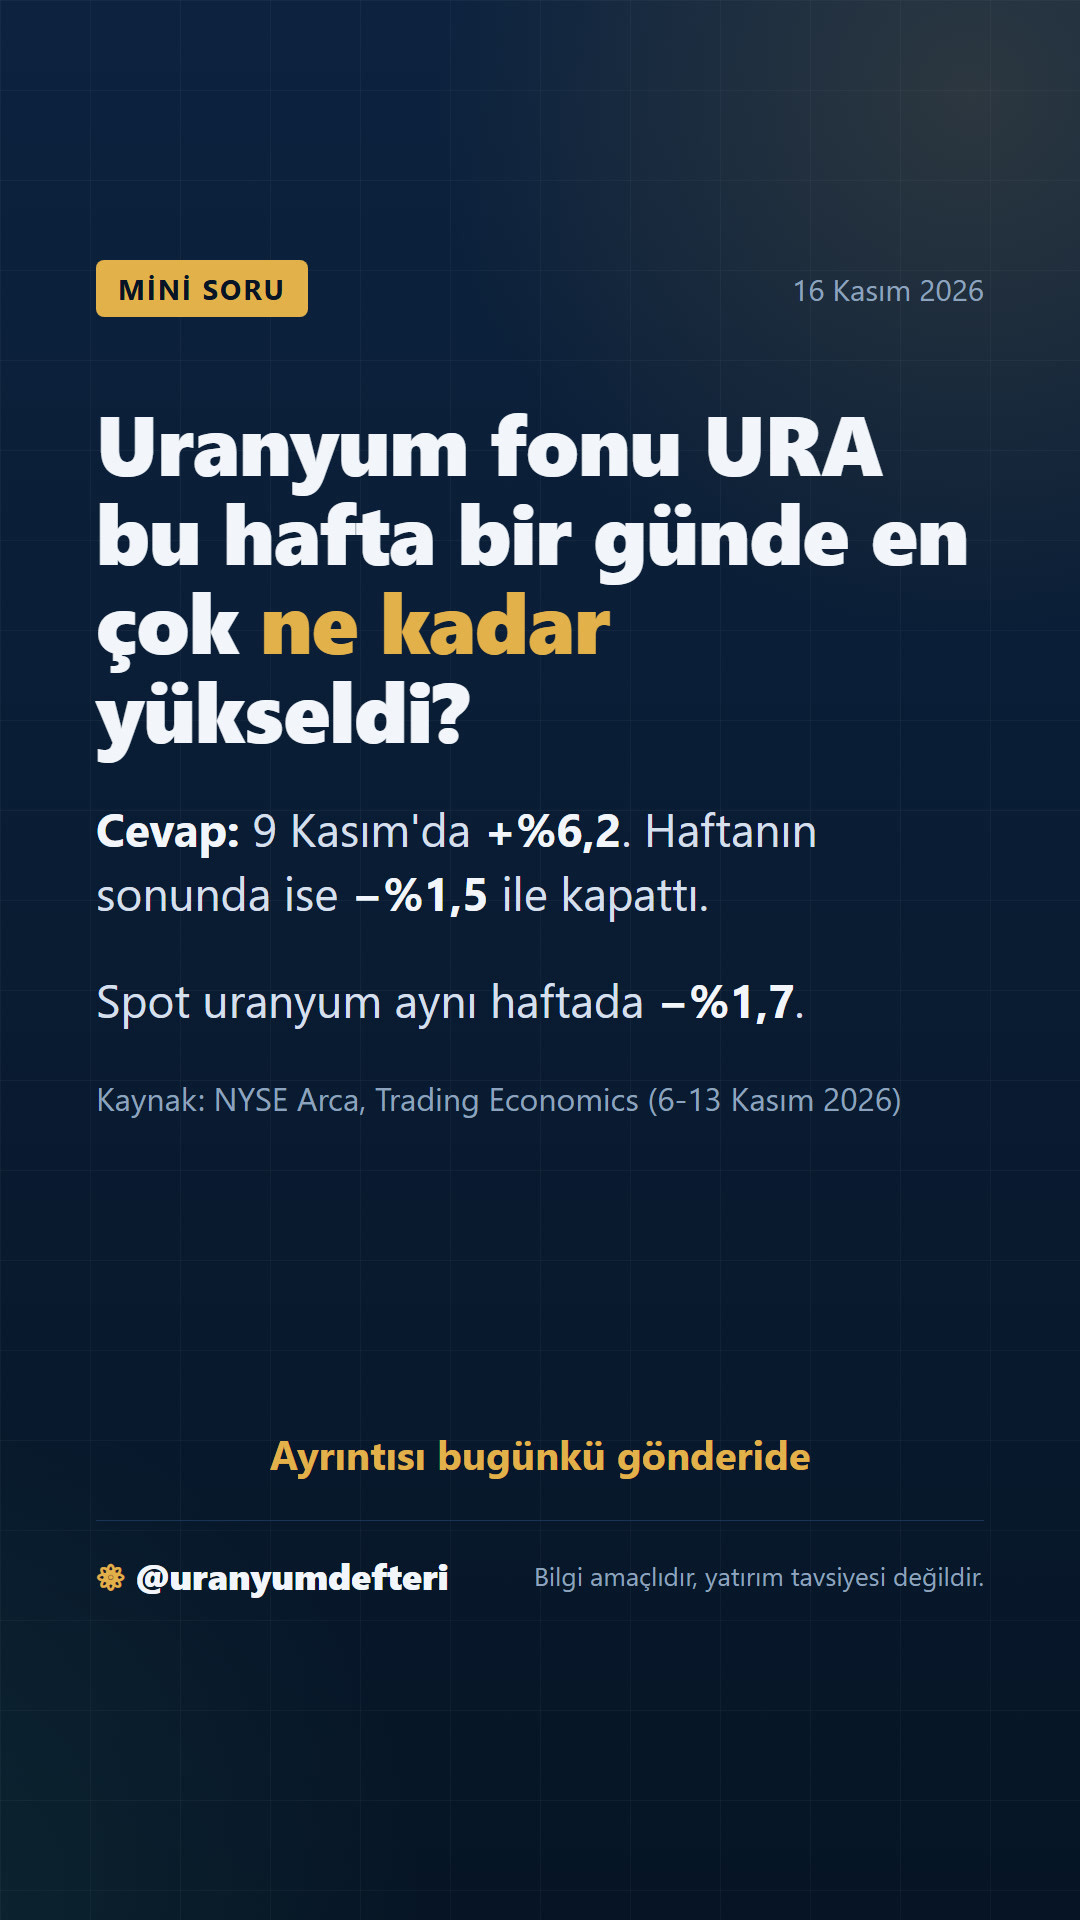 MİNİ SORU
16 Kasım 2026
Uranyum fonu URA
bu hafta bir günde en
çok ne kadar
yükseldi?
Cevap: 9 Kasım'da +%6,2. Haftanın
sonunda ise −%1,5 ile kapattı.
Spot uranyum aynı haftada −%1,7.
Kaynak: NYSE Arca, Trading Economics (6-13 Kasım 2026)
Ayrıntısı bugünkü gönderide
@uranyumdefteri
Bilgi amaçlıdır, yatırım tavsiyesi değildir.